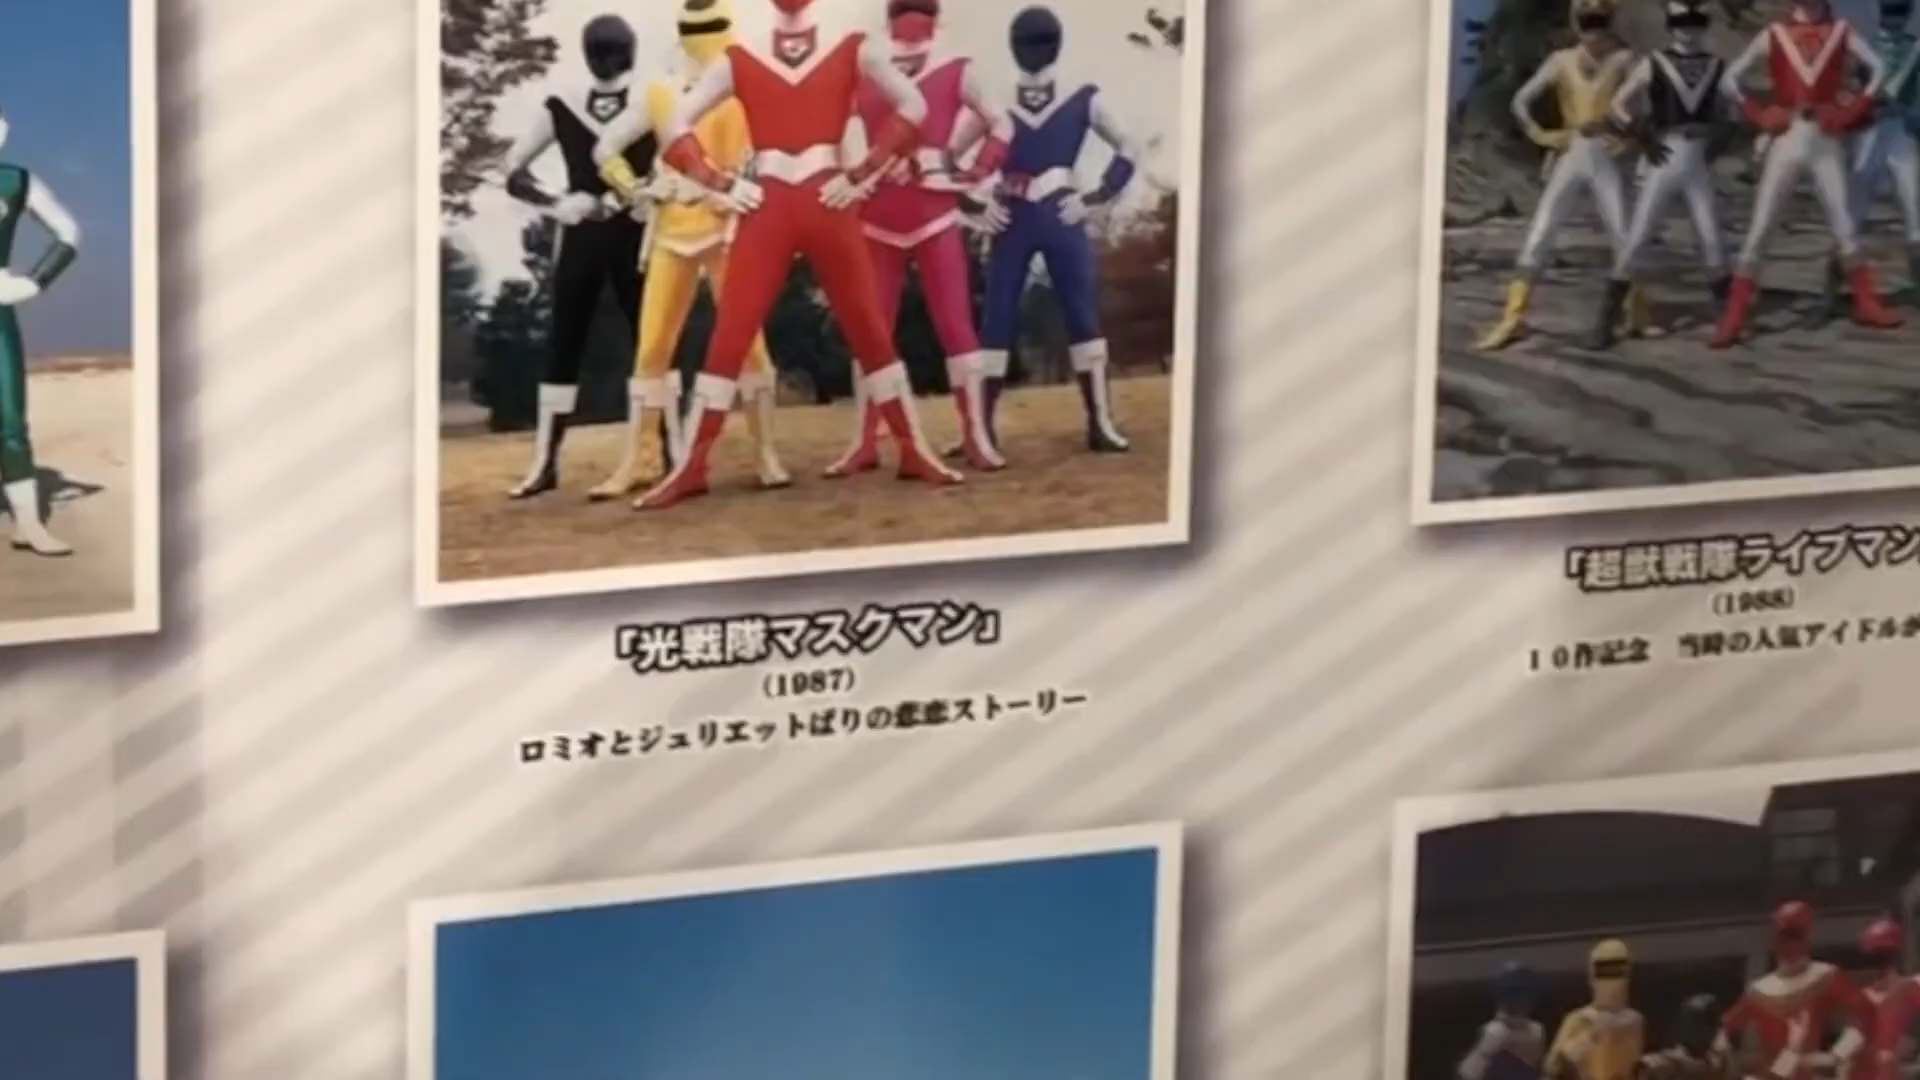 『光戦隊マスクマン』
(1987)
ロミオとジュリエットばりの悲恋ストーリー
『超獣戦隊ライブマン
(1988)
10作記念 当時の人気アイドルが